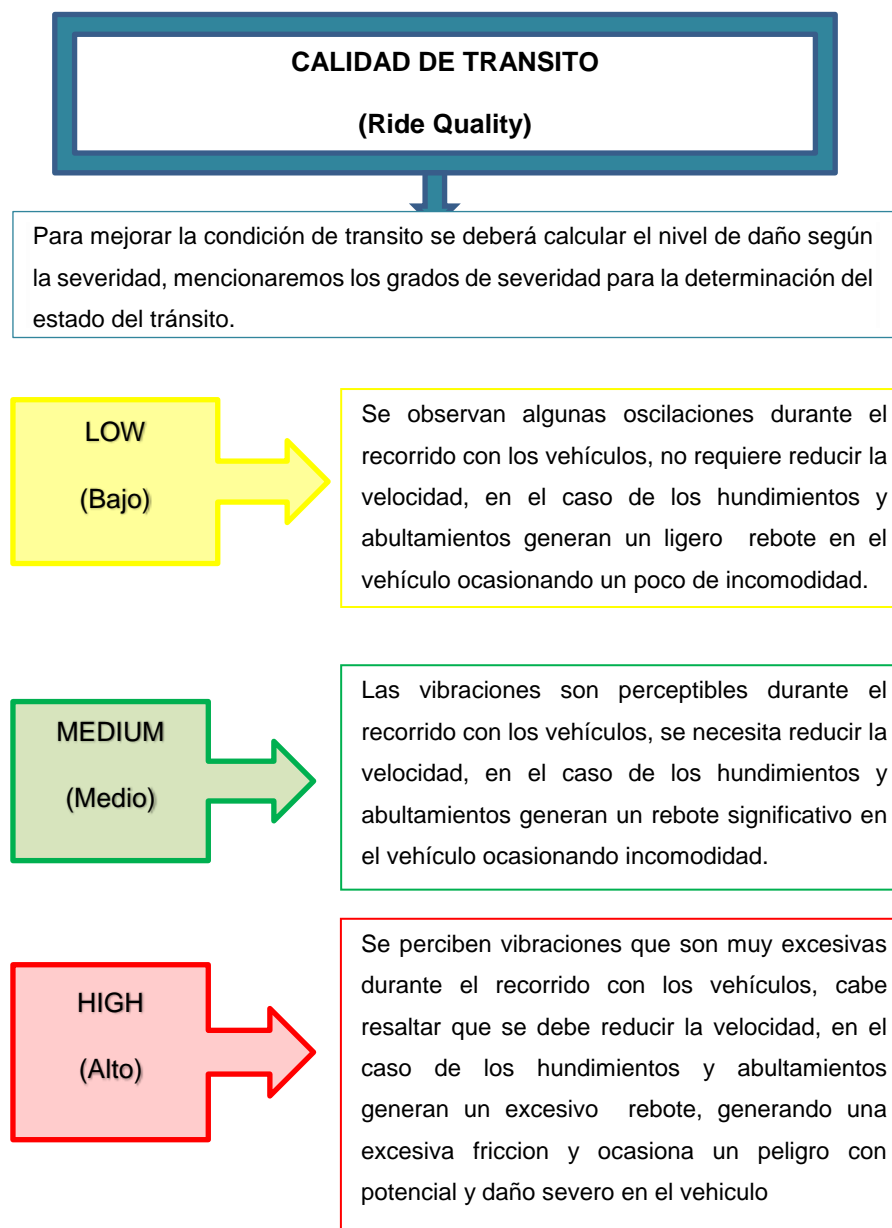 CALIDAD DE TRANSITO
(Ride Quality)
Para mejorar la condición de transito se deberá calcular el nivel de daño según
la severidad, mencionaremos los grados de severidad para la determinación del
estado del tránsito.
LOW
(Bajo)
Se observan algunas oscilaciones durante el
recorrido con los vehículos, no requiere reducir la
velocidad, en el caso de los hundimientos y
abultamientos generan un ligero rebote en el
vehículo ocasionando un poco de incomodidad.
MEDIUM
(Medio)
Las vibraciones son perceptibles durante el
recorrido con los vehículos, se necesita reducir la
velocidad, en el caso de los hundimientos y
abultamientos generan un rebote significativo en
el vehículo ocasionando incomodidad.
HIGH
(Alto)
Se perciben vibraciones que son muy excesivas
durante el recorrido con los vehículos, cabe
resaltar que se debe reducir la velocidad, en el
caso de los hundimientos y abultamientos
generan un excesivo rebote, generando una
excesiva friccion y ocasiona un peligro con
potencial y daño severo en el vehiculo